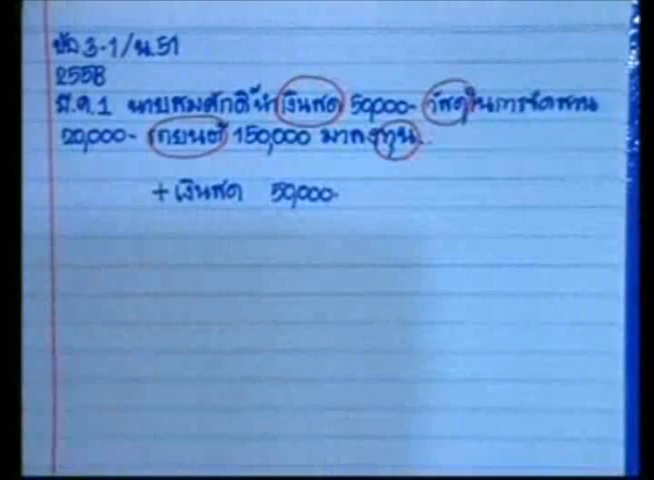 ข้อ 3-1/น.51
2558
มี.ค.1 นายสมศักดิ์นำเงินสด 50,000- วัสดุในการจัดสวน
20,000- รถยนต์ 150,000 มาลงทุน..
+ เงินสด 50,000-